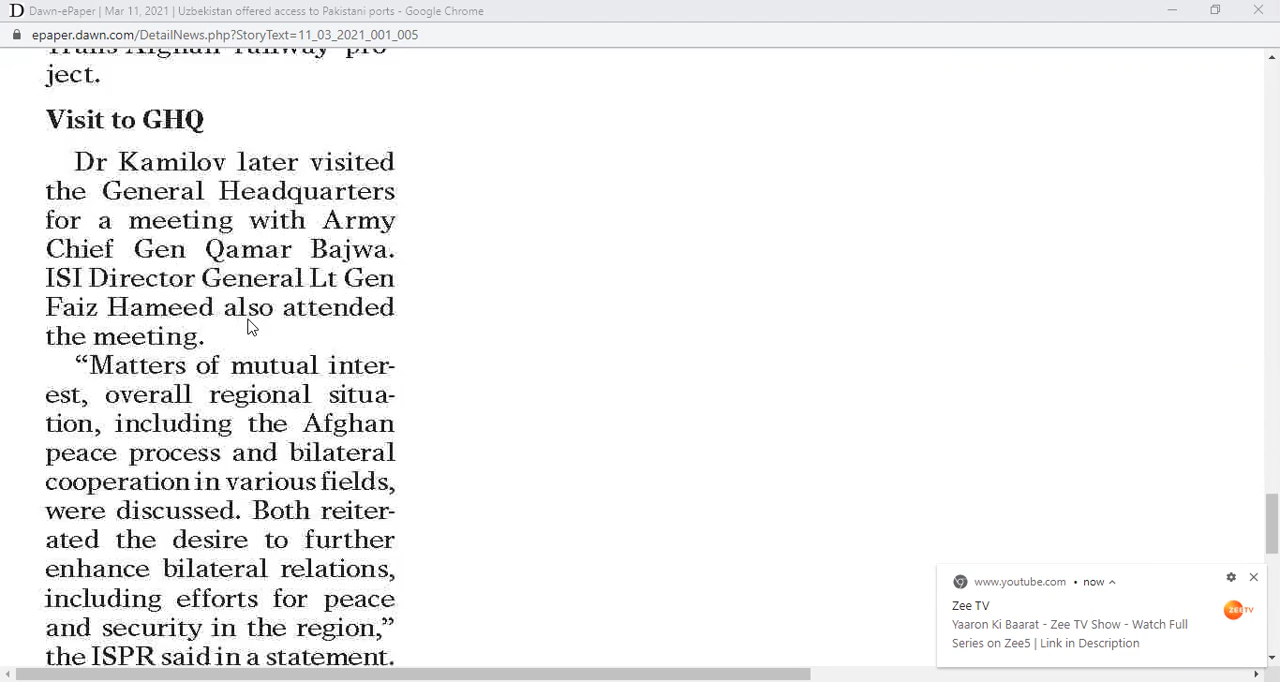 Dawn-ePaper | Mar 11, 2021 | Uzbekistan offered access to Pakistani ports - Google Chrome
epaper.dawn.com/DetailNews.php?StoryText=11_03_2021_001_005
Trans-Afghan railway pro-
ject.
Visit to GHQ
Dr Kamilov later visited
the General Headquarters
for a meeting with Army
Chief Gen Qamar Bajwa.
ISI Director General Lt Gen
Faiz Hameed also attended
the meeting.
“Matters of mutual inter-
est, overall regional situa-
tion, including the Afghan
peace process and bilateral
cooperation in various fields,
were discussed. Both reiter-
ated the desire to further
enhance bilateral relations,
including efforts for peace
and security in the region,”
the ISPR said in a statement.
www.youtube.com • now
Zee TV
Yaaron Ki Baarat - Zee TV Show - Watch Full
Series on Zee5 | Link in Description
ZEE TV